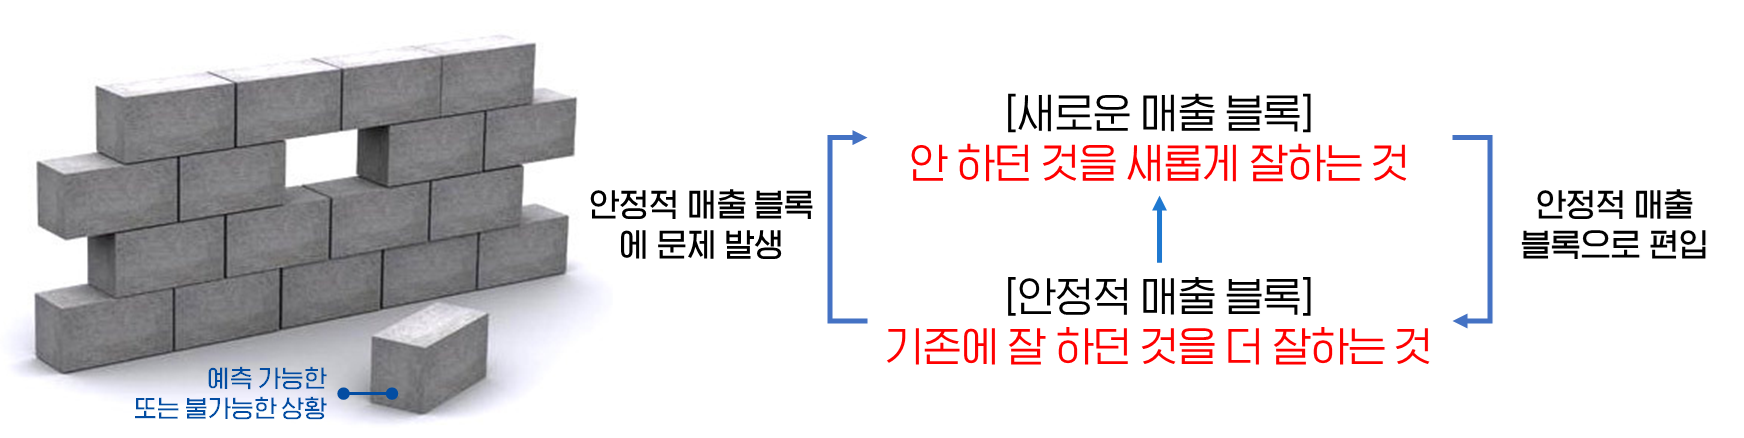 예측 가능한
또는 불가능한 상황
안정적 매출 블록
에 문제 발생
[새로운 매출 블록]
안 하던 것을 새롭게 잘하는 것
[안정적 매출 블록]
기존에 잘 하던 것을 더 잘하는 것
안정적 매출
블록으로 편입